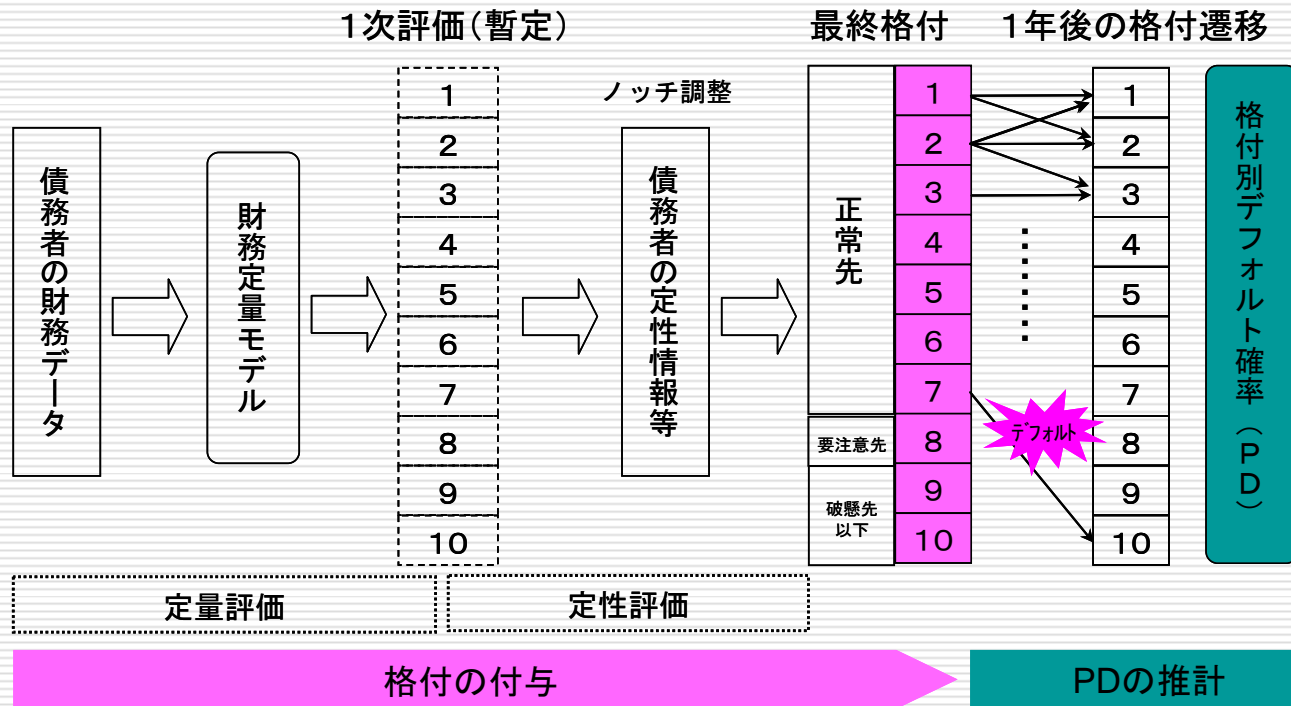 1次評価(暫定)
最終格付
1年後の格付遷移
債務者の財務データ
財務定量モデル
1
2
3
4
5
6
7
8
9
10
ノッチ調整
債務者の定性情報等
正常先
要注意先
破懸先
以下
1
2
3
4
5
6
7
8
9
10
デフォルト
1
2
3
4
5
6
7
8
9
10
格付別デフォルト確率(PD)
定量評価
定性評価
格付の付与
PDの推計